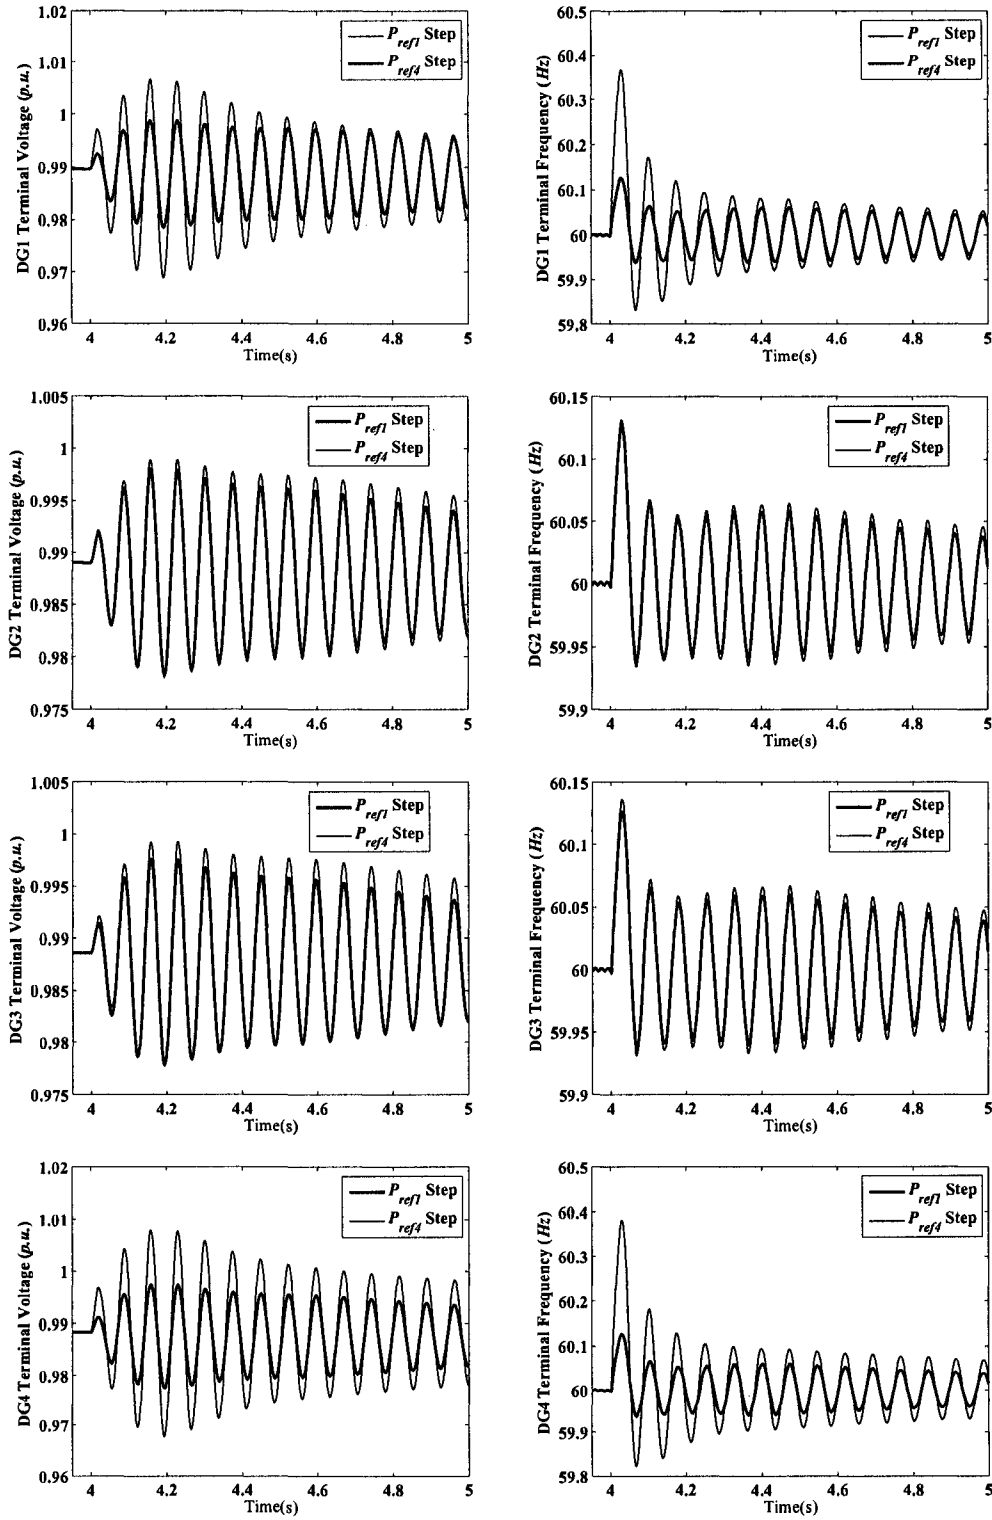 DG1 Terminal Voltage (p.u.)
1.02
1.01
1
0.99
0.98
0.97
0.96
P_ref1 Step
P_ref4 Step
4 4.2 4.4 4.6 4.8 5
Time(s)
DG1 Terminal Frequency (Hz)
60.5
60.4
60.3
60.2
60.1
60
59.9
59.8
P_ref1 Step
P_ref4 Step
4 4.2 4.4 4.6 4.8 5
Time(s)
DG2 Terminal Voltage (p.u.)
1.005
1
0.995
0.99
0.985
0.98
0.975
P_ref1 Step
P_ref4 Step
4 4.2 4.4 4.6 4.8 5
Time(s)
DG2 Terminal Frequency (Hz)
60.15
60.1
60.05
60
59.95
59.9
P_ref1 Step
P_ref4 Step
4 4.2 4.4 4.6 4.8 5
Time(s)
DG3 Terminal Voltage (p.u.)
1.005
1
0.995
0.99
0.985
0.98
0.975
P_ref1 Step
P_ref4 Step
4 4.2 4.4 4.6 4.8 5
Time(s)
DG3 Terminal Frequency (Hz)
60.15
60.1
60.05
60
59.95
59.9
P_ref1 Step
P_ref4 Step
4 4.2 4.4 4.6 4.8 5
Time(s)
DG4 Terminal Voltage (p.u.)
1.02
1.01
1
0.99
0.98
0.97
0.96
P_ref1 Step
P_ref4 Step
4 4.2 4.4 4.6 4.8 5
Time(s)
DG4 Terminal Frequency (Hz)
60.5
60.4
60.3
60.2
60.1
60
59.9
59.8
P_ref1 Step
P_ref4 Step
4 4.2 4.4 4.6 4.8 5
Time(s)